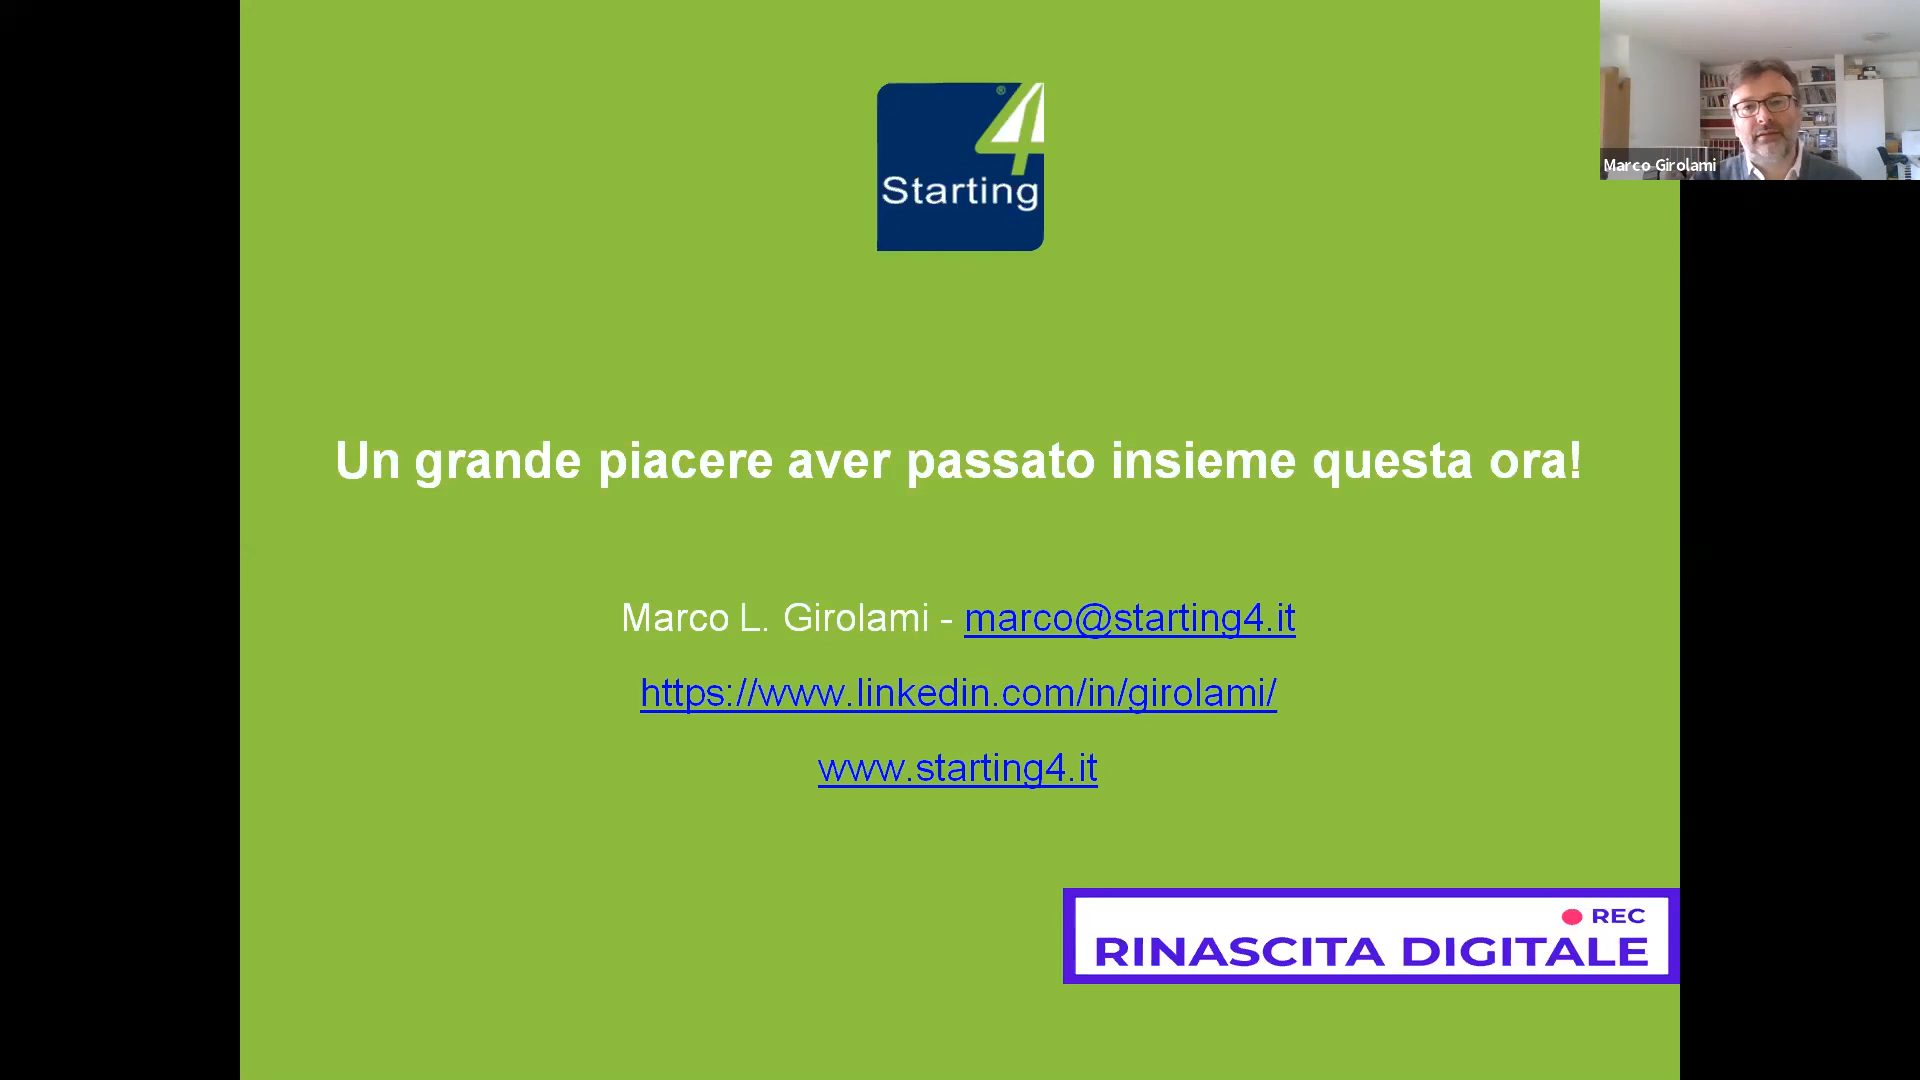 4®
Starting
Marco Girolami
Un grande piacere aver passato insieme questa ora!
Marco L. Girolami - marco@starting4.it
https://www.linkedin.com/in/girolami/
www.starting4.it
REC
RINASCITA DIGITALE